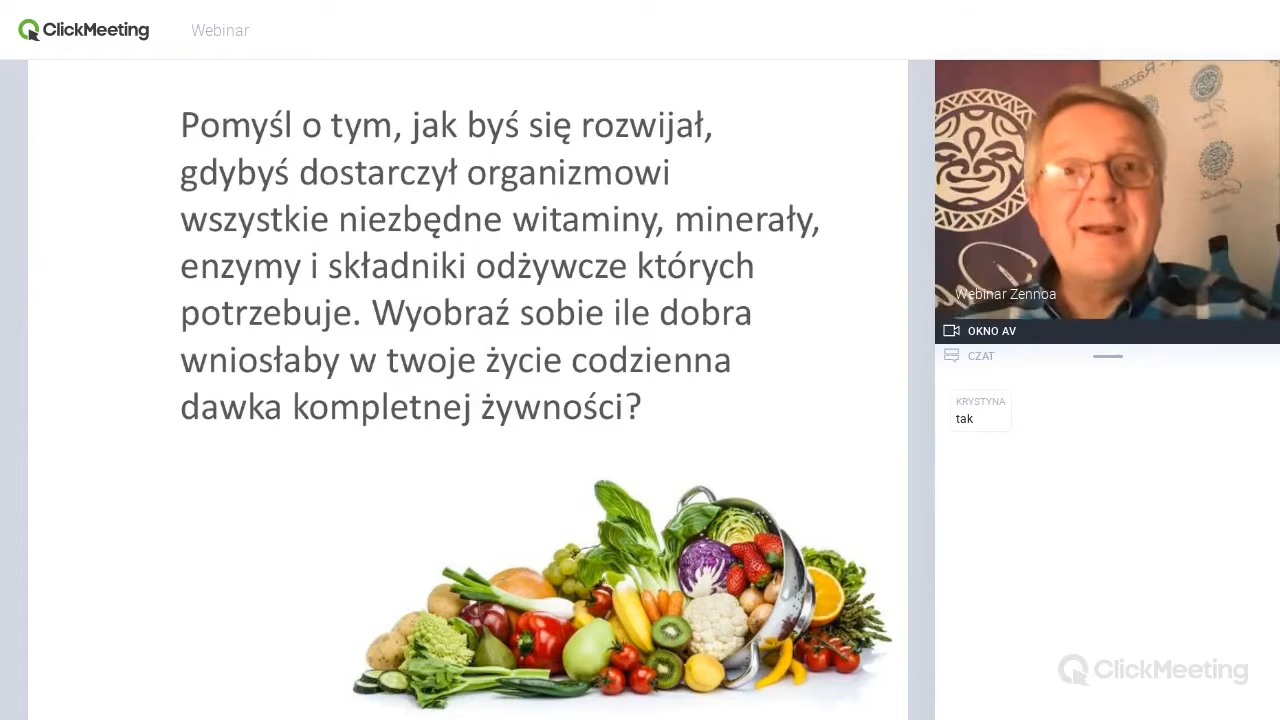 ClickMeeting
Webinar
Pomyśl o tym, jak byś się rozwijał,
gdybyś dostarczył organizmowi
wszystkie niezbędne witaminy, minerały,
enzymy i składniki odżywcze których
potrzebuje. Wyobraź sobie ile dobra
wniosłaby w twoje życie codzienna
dawka kompletnej żywności?
Webinar Zennoa
OKNO AV
CZAT
KRYSTYNA
tak
ClickMeeting